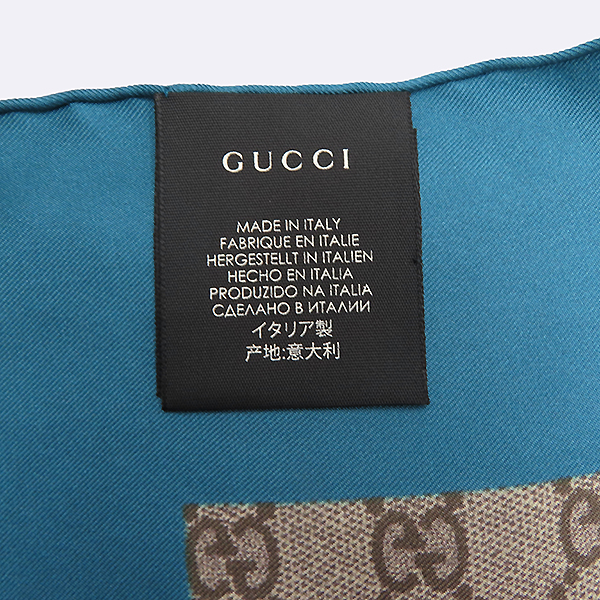 GUCCI
MADE IN ITALY
FABRIQUE EN ITALIE
HERGESTELLT IN ITALIEN
HECHO EN ITALIA
PRODUZIDO NA ITALIA
СДЕЛАНО В ИТАЛИИ
イタリア製
产地:意大利